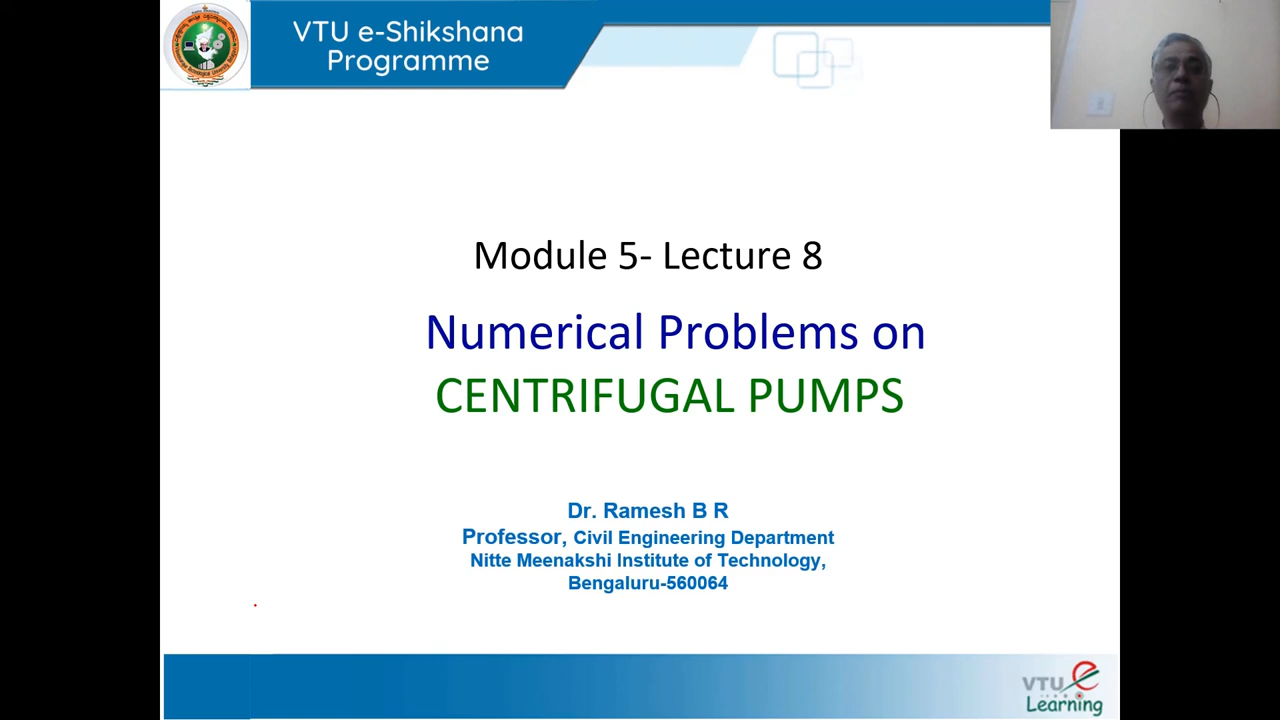 VTU e-Shikshana
Programme
Module 5- Lecture 8
Numerical Problems on
CENTRIFUGAL PUMPS
Dr. Ramesh B R
Professor, Civil Engineering Department
Nitte Meenakshi Institute of Technology,
Bengaluru-560064
VTU e
Learning